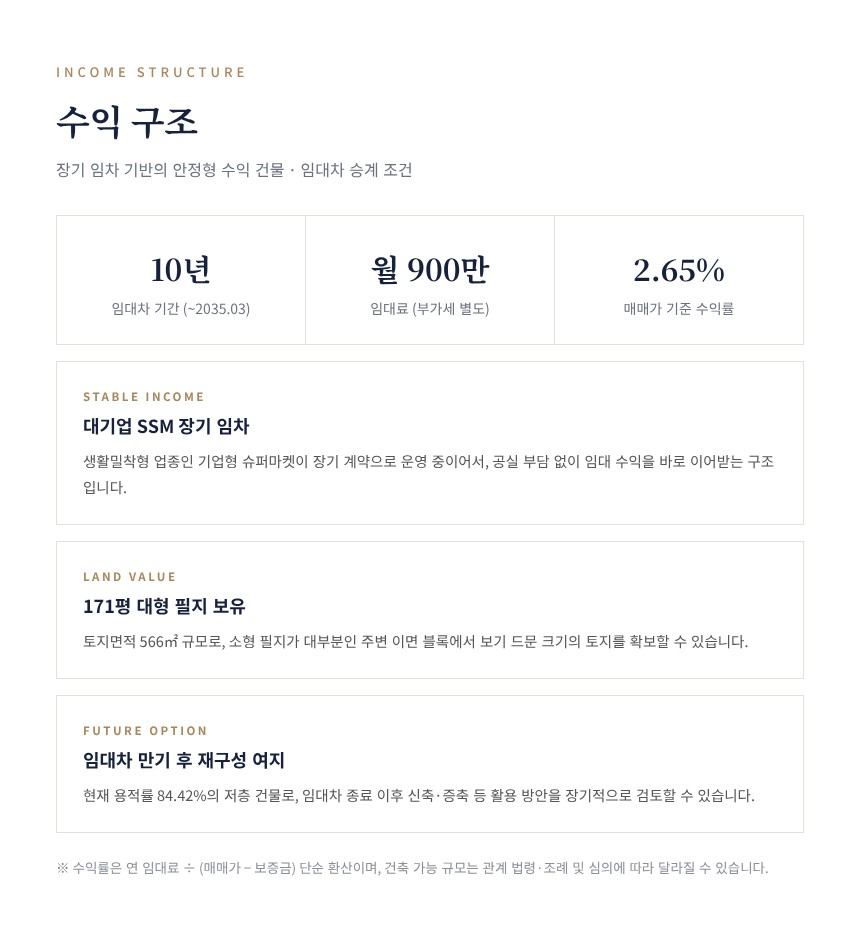 INCOME STRUCTURE
수익 구조
장기 임차 기반의 안정형 수익 건물 · 임대차 승계 조건
10년
임대차 기간 (~2035.03)
월 900만
임대료 (부가세 별도)
2.65%
매매가 기준 수익률
STABLE INCOME
대기업 SSM 장기 임차
생활밀착형 업종인 기업형 슈퍼마켓이 장기 계약으로 운영 중이어서, 공실 부담 없이 임대 수익을 바로 이어받는 구조
입니다.
LAND VALUE
171평 대형 필지 보유
토지면적 566㎡ 규모로, 소형 필지가 대부분인 주변 이면 블록에서 보기 드문 크기의 토지를 확보할 수 있습니다.
FUTURE OPTION
임대차 만기 후 재구성 여지
현재 용적률 84.42%의 저층 건물로, 임대차 종료 이후 신축·증축 등 활용 방안을 장기적으로 검토할 수 있습니다.
※ 수익률은 연 임대료 ÷ (매매가 − 보증금) 단순 환산이며, 건축 가능 규모는 관계 법령·조례 및 심의에 따라 달라질 수 있습니다.